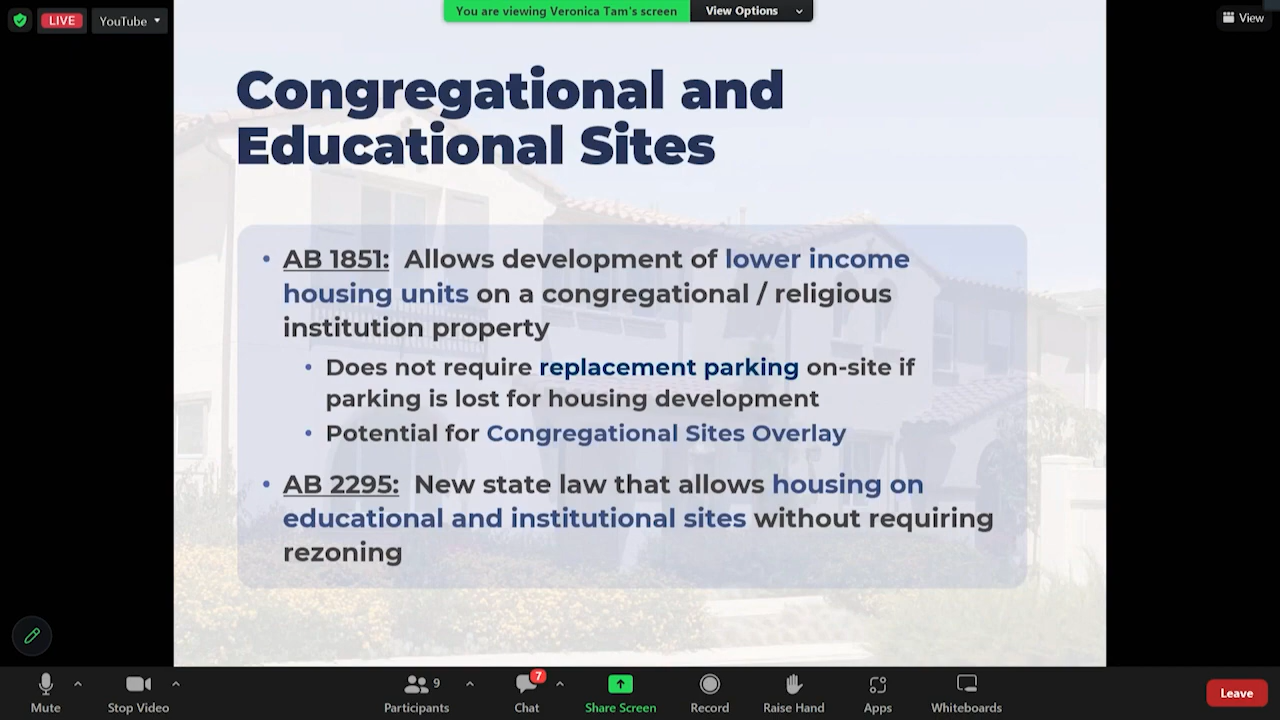 LIVE
YouTube
You are viewing Veronica Tam's screen
View Options
View
Congregational and
Educational Sites
• AB 1851: Allows development of lower income
housing units on a congregational / religious
institution property
• Does not require replacement parking on-site if
parking is lost for housing development
• Potential for Congregational Sites Overlay
• AB 2295: New state law that allows housing on
educational and institutional sites without requiring
rezoning
Mute
Stop Video
9
Participants
7
Chat
Share Screen
Record
Raise Hand
Apps
Whiteboards
Leave